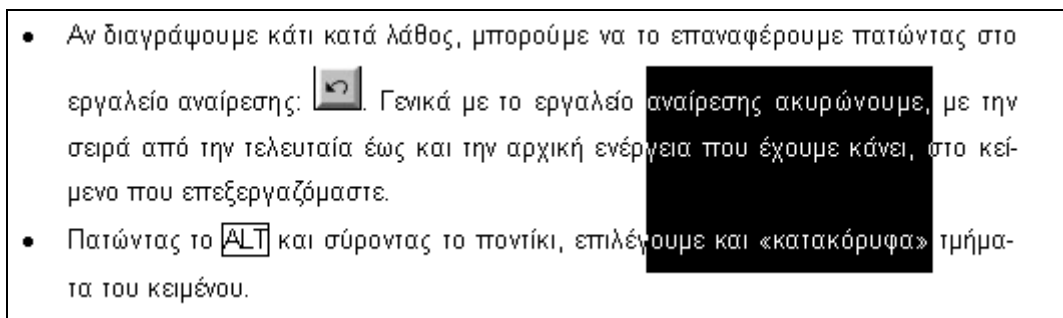 • Αν διαγράψουμε κάτι κατά λάθος, μπορούμε να το επαναφέρουμε πατώντας στο
εργαλείο αναίρεσης: . Γενικά με το εργαλείο αναίρεσης ακυρώνουμε, με την
σειρά από την τελευταία έως και την αρχική ενέργεια που έχουμε κάνει, στο κεί-
μενο που επεξεργαζόμαστε.
• Πατώντας το ALT και σύροντας το ποντίκι, επιλέγουμε και «κατακόρυφα» τμήμα-
τα του κειμένου.